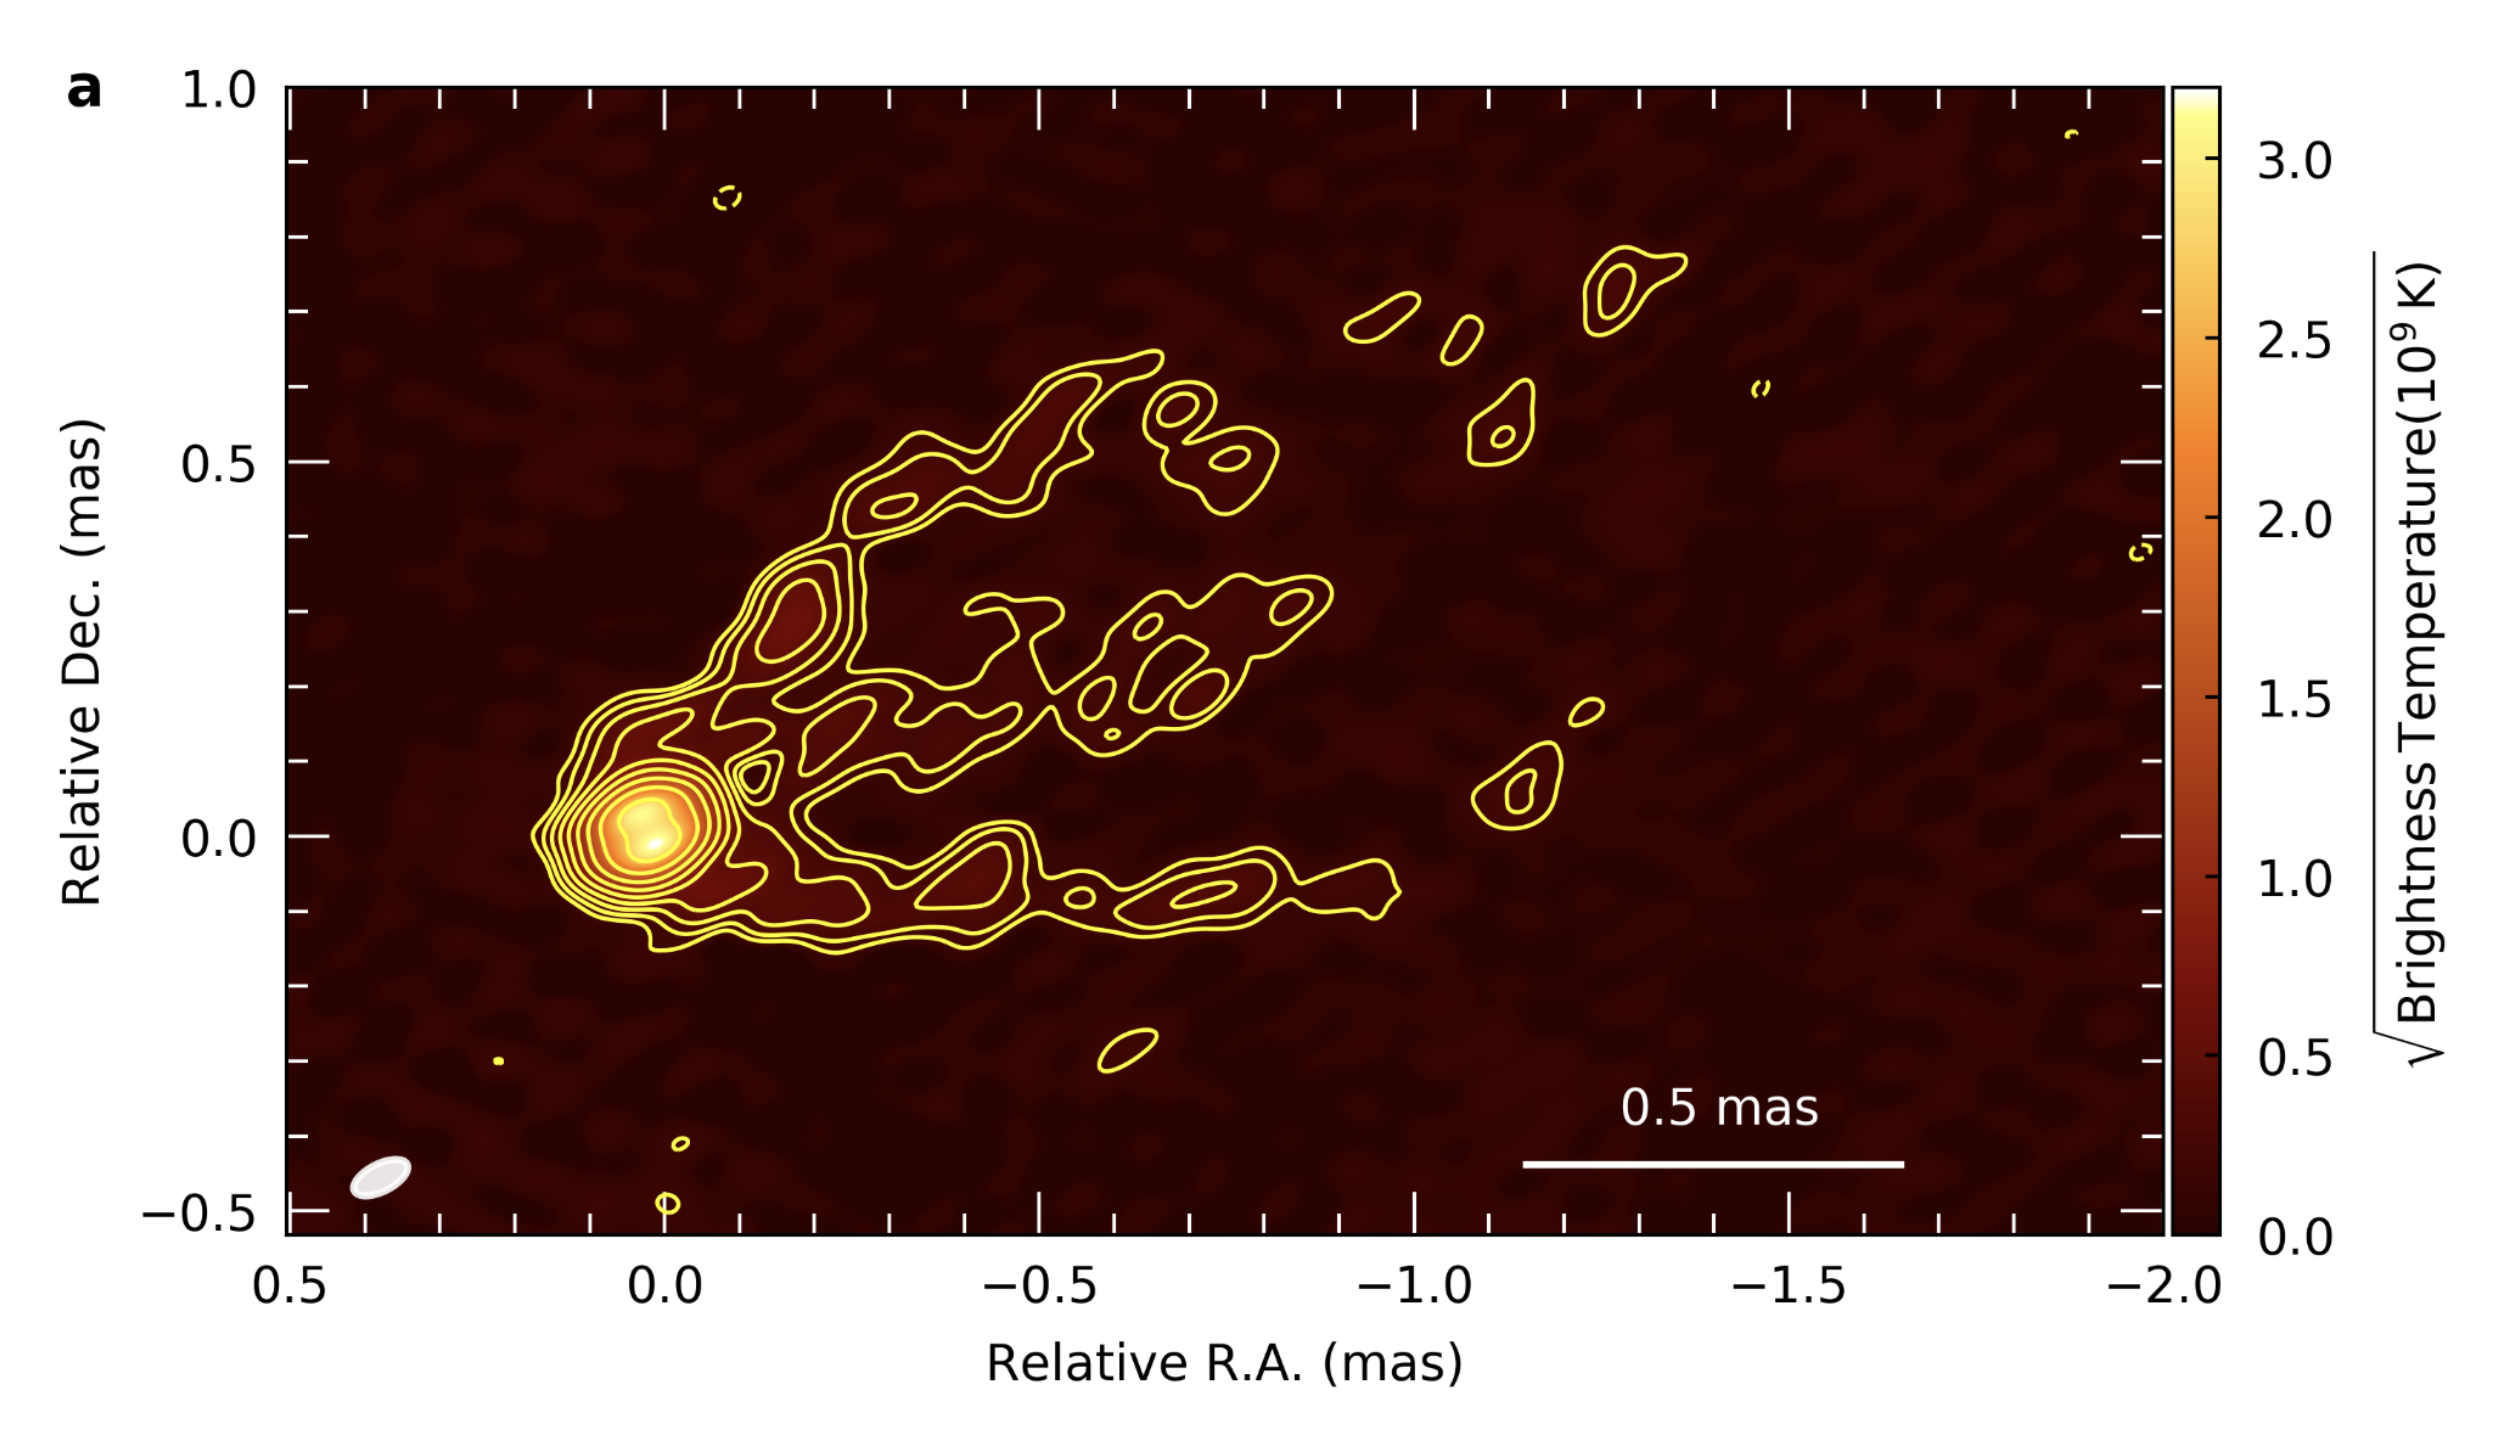 a
1.0
0.5
0.0
−0.5
Relative Dec. (mas)
0.5 mas
0.5 0.0 −0.5 −1.0 −1.5 −2.0
Relative R.A. (mas)
3.0
2.5
2.0
1.5
1.0
0.5
0.0
√Brightness Temperature(10⁹ K)